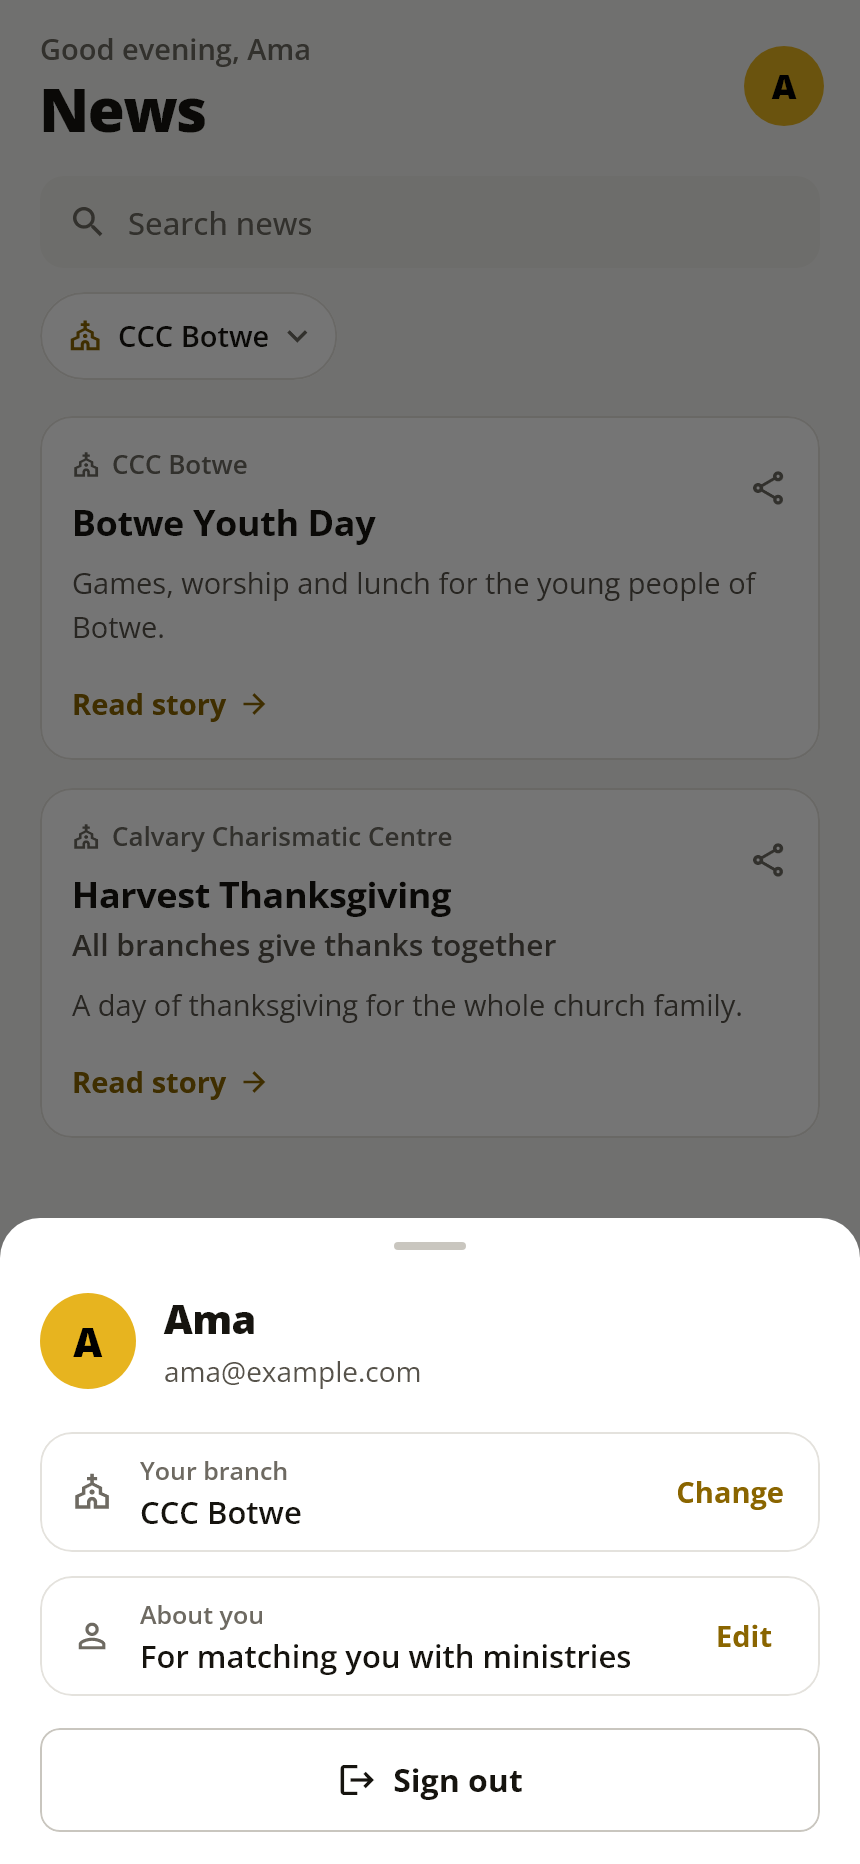 Good evening, Ama
News
A
Search news
CCC Botwe
CCC Botwe
Botwe Youth Day
Games, worship and lunch for the young people of
Botwe.
Read story
Calvary Charismatic Centre
Harvest Thanksgiving
All branches give thanks together
A day of thanksgiving for the whole church family.
Read story
A
Ama
ama@example.com
Your branch
CCC Botwe
Change
About you
For matching you with ministries
Edit
Sign out